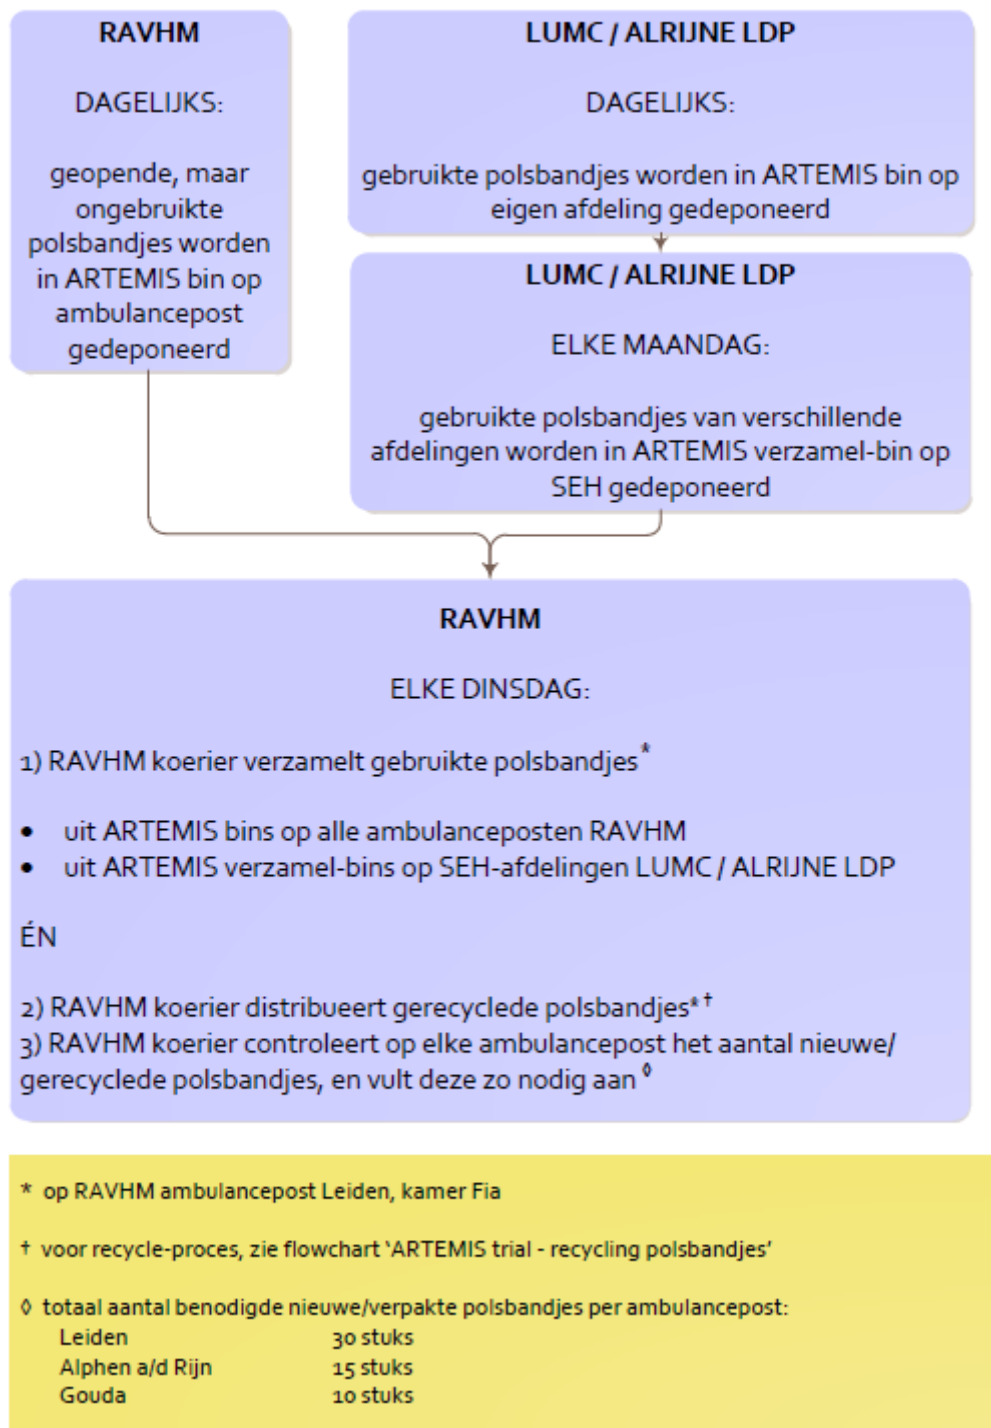 RAVHM
DAGELIJKS:
geopende, maar
ongebruikte
polsbandjes worden
in ARTEMIS bin op
ambulancepost
gedeponeerd
LUMC / ALRIJNE LDP
DAGELIJKS:
gebruikte polsbandjes worden in ARTEMIS bin op
eigen afdeling gedeponeerd
LUMC / ALRIJNE LDP
ELKE MAANDAG:
gebruikte polsbandjes van verschillende
afdelingen worden in ARTEMIS verzamel-bin op
SEH gedeponeerd
RAVHM
ELKE DINSDAG:
1) RAVHM koerier verzamelt gebruikte polsbandjes*
• uit ARTEMIS bins op alle ambulanceposten RAVHM
• uit ARTEMIS verzamel-bins op SEH-afdelingen LUMC / ALRIJNE LDP
ÉN
2) RAVHM koerier distribueert gerecyclede polsbandjes*†
3) RAVHM koerier controleert op elke ambulancepost het aantal nieuwe/
gerecyclede polsbandjes, en vult deze zo nodig aan◊
* op RAVHM ambulancepost Leiden, kamer Fia
† voor recycle-proces, zie flowchart ‘ARTEMIS trial - recycling polsbandjes’
◊ totaal aantal benodigde nieuwe/verpakte polsbandjes per ambulancepost:
Leiden 30 stuks
Alphen a/d Rijn 15 stuks
Gouda 10 stuks